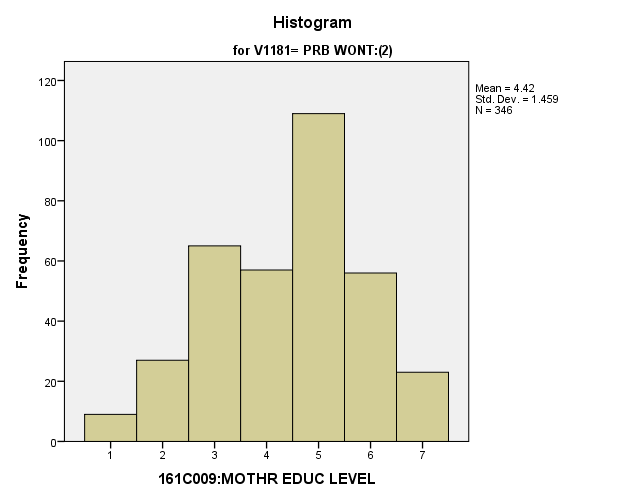 Histogram
for V1181= PRB WONT:(2)
Mean = 4.42
Std. Dev. = 1.459
N = 346
120
100
80
60
40
20
0
Frequency
1 2 3 4 5 6 7
161C009:MOTHR EDUC LEVEL